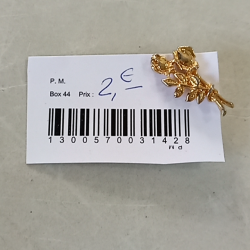 P. M.
Box 44 Prix : 2,- €
1300570031428